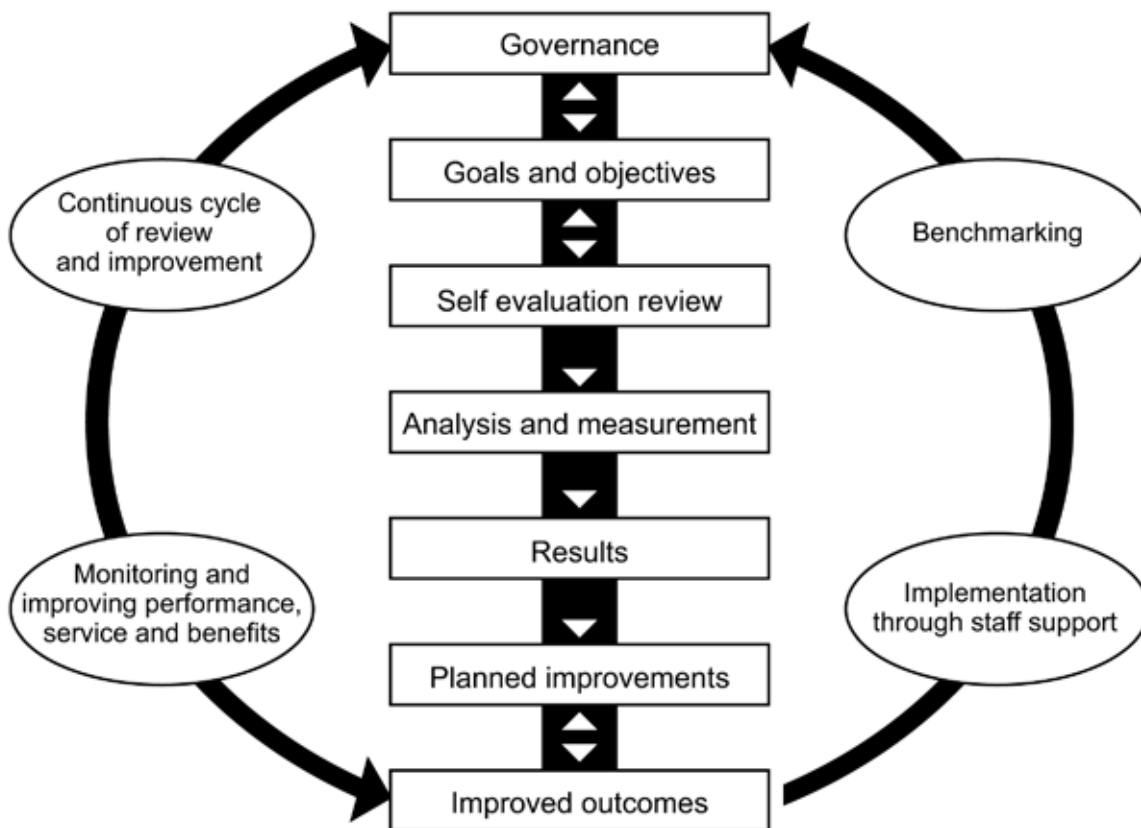 Governance
Goals and objectives
Continuous cycle
of review
and improvement
Benchmarking
Self evaluation review
Analysis and measurement
Results
Monitoring and
improving performance,
service and benefits
Implementation
through staff support
Planned improvements
Improved outcomes